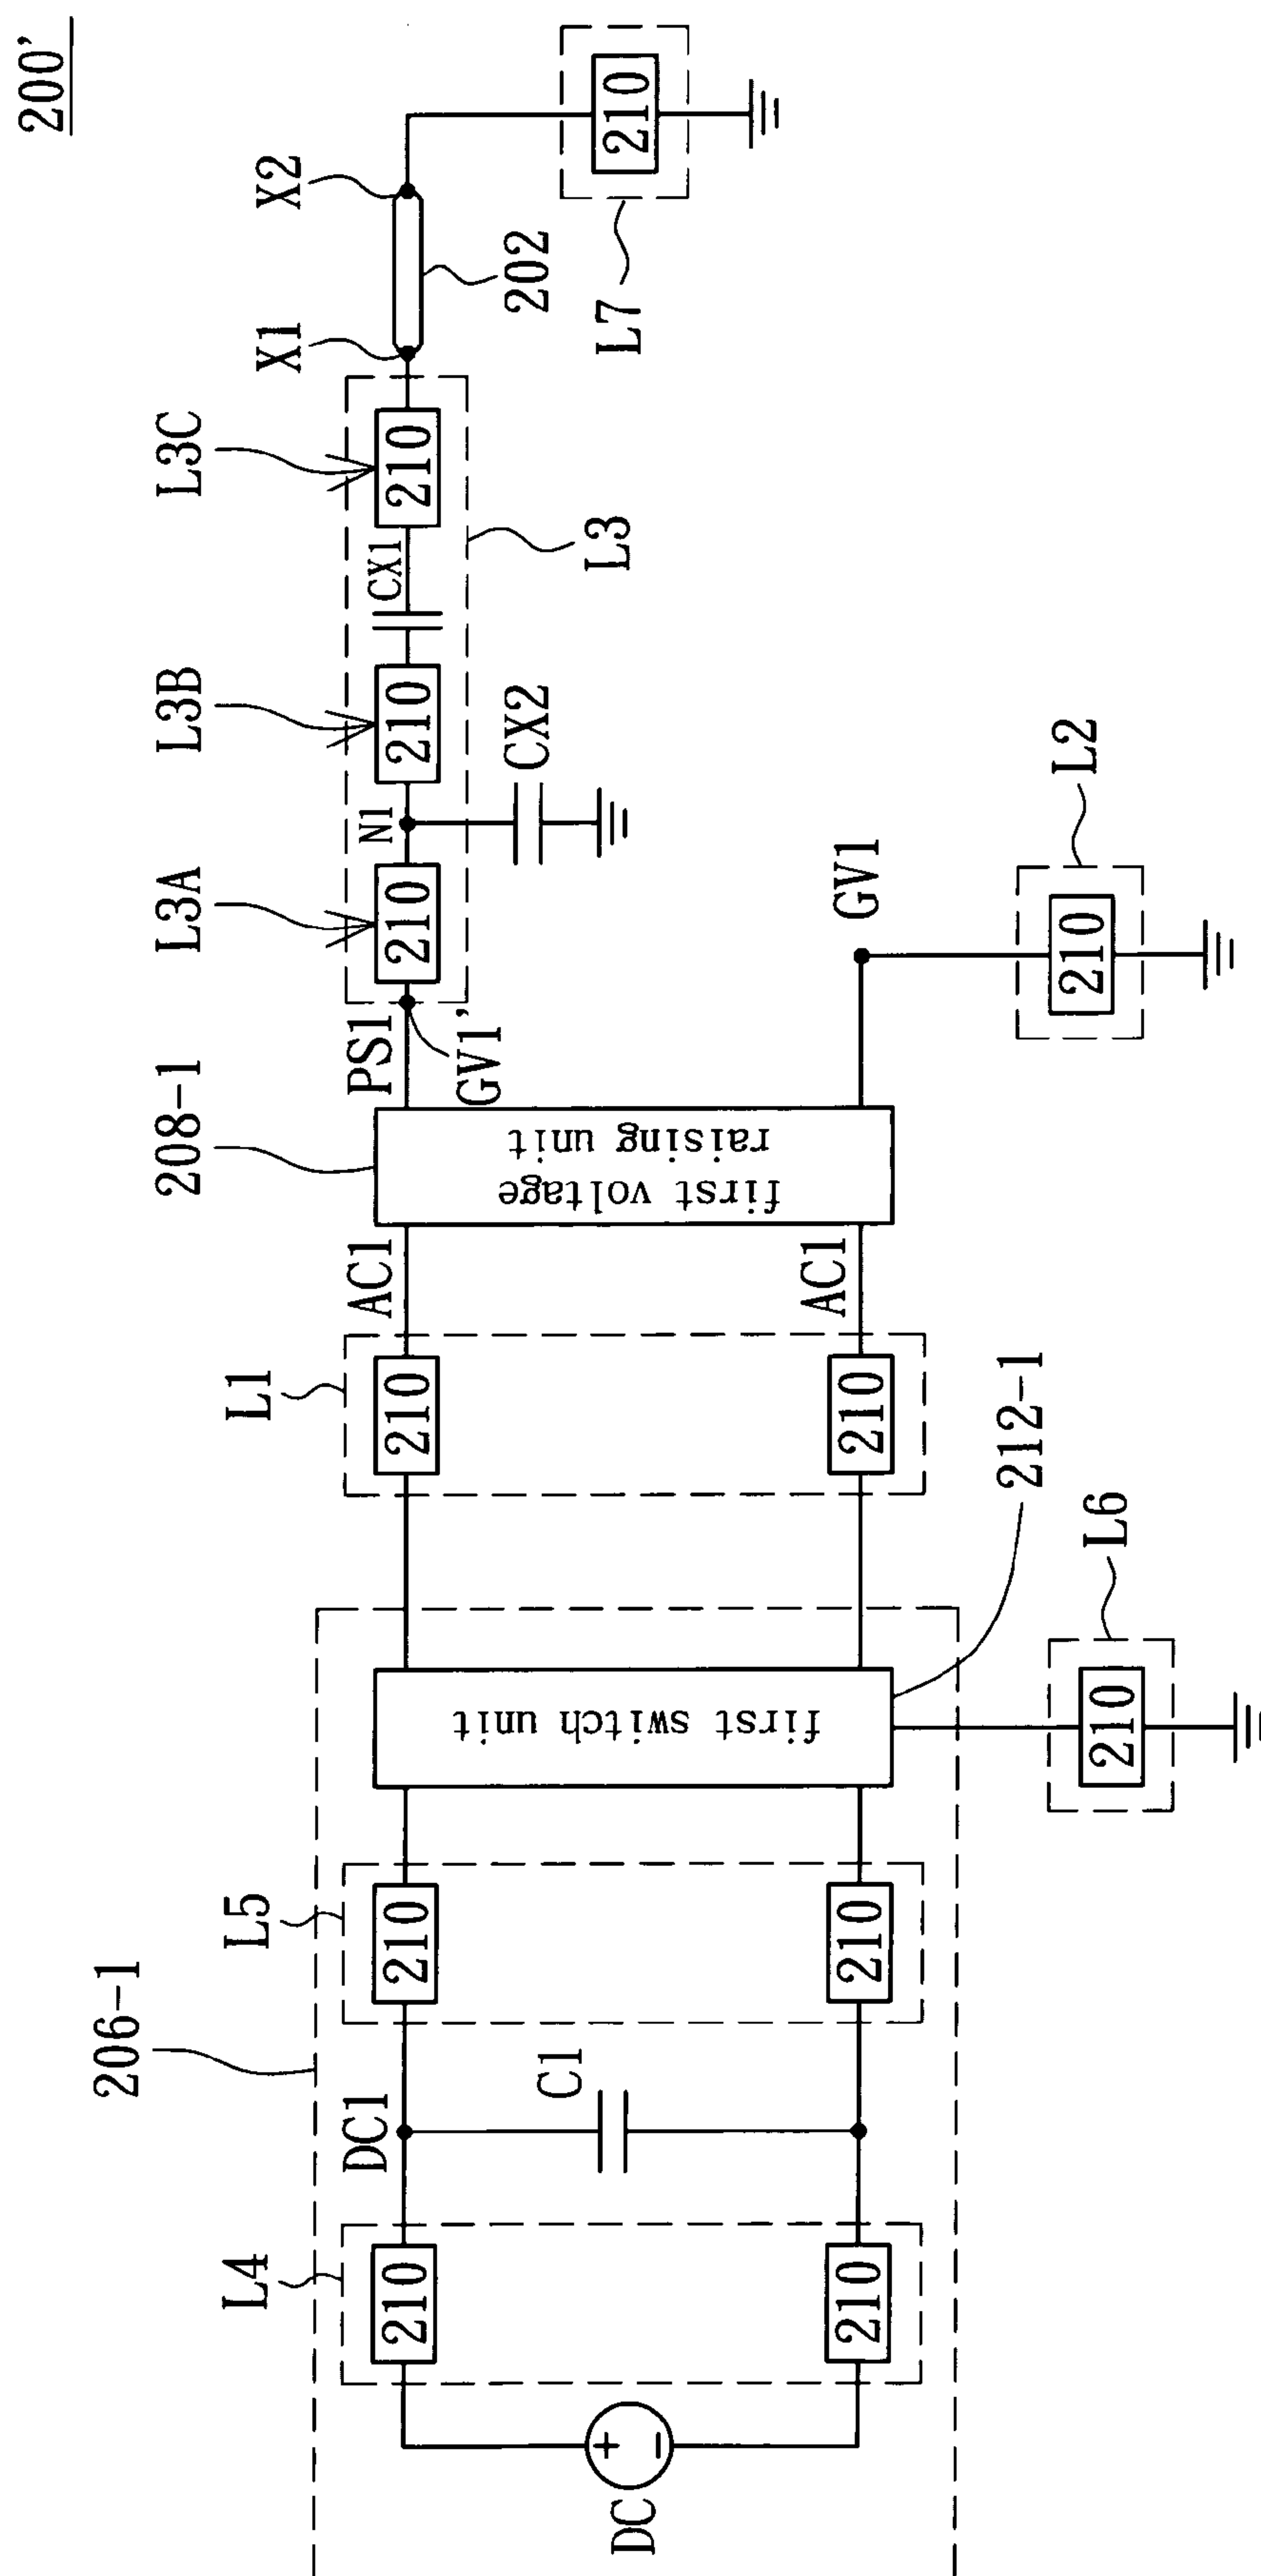 200'
206-1
L4
L5
L1
208-1
L3A
L3B
L3C
X1
X2
DC
210
210
DC1
C1
210
210
first switch unit
210
210
AC1
AC1
first voltage
raising unit
PS1
GV1'
210
N1
210
CX1
210
CX2
L3
202
L7
210
212-1
L6
210
GV1
L2
210